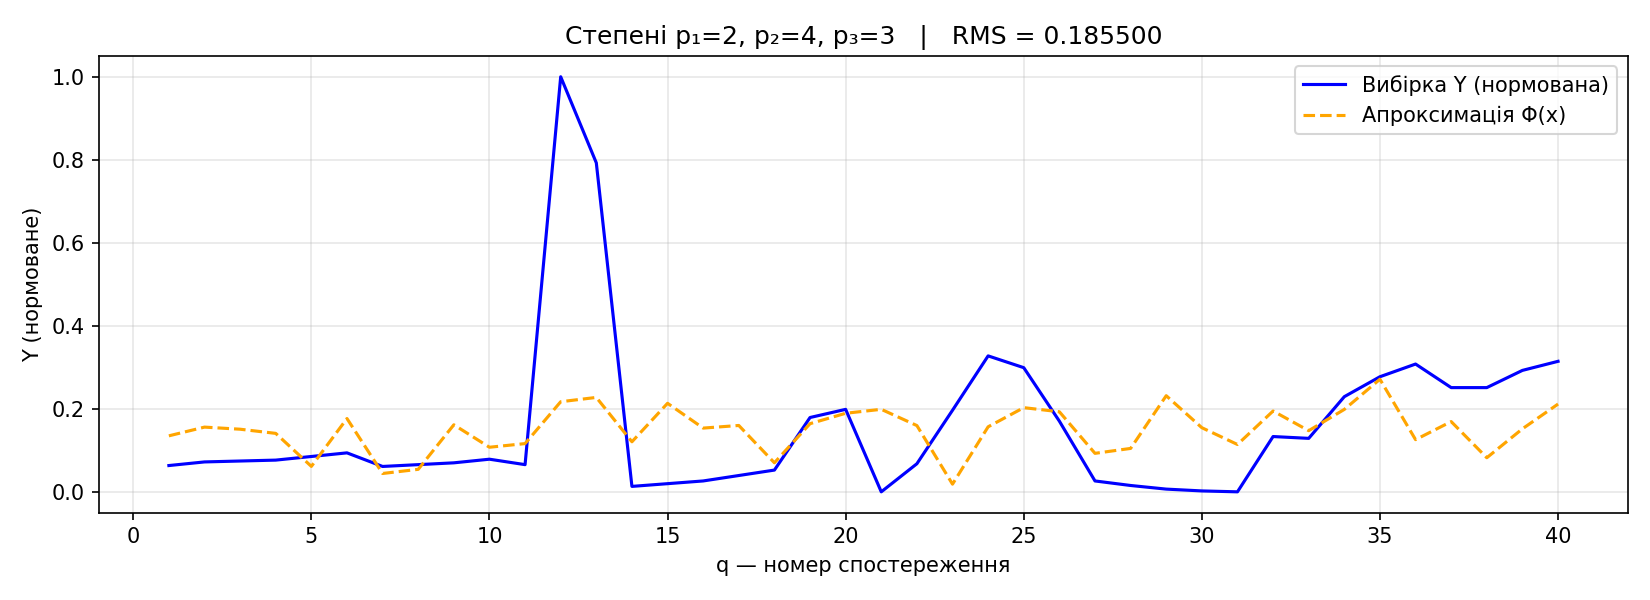 Степені p₁=2, p₂=4, p₃=3 | RMS = 0.185500
Вибірка Y (нормована)
Апроксимація Φ(x)
Y (нормоване)
1.0
0.8
0.6
0.4
0.2
0.0
0 5 10 15 20 25 30 35 40
q — номер спостереження